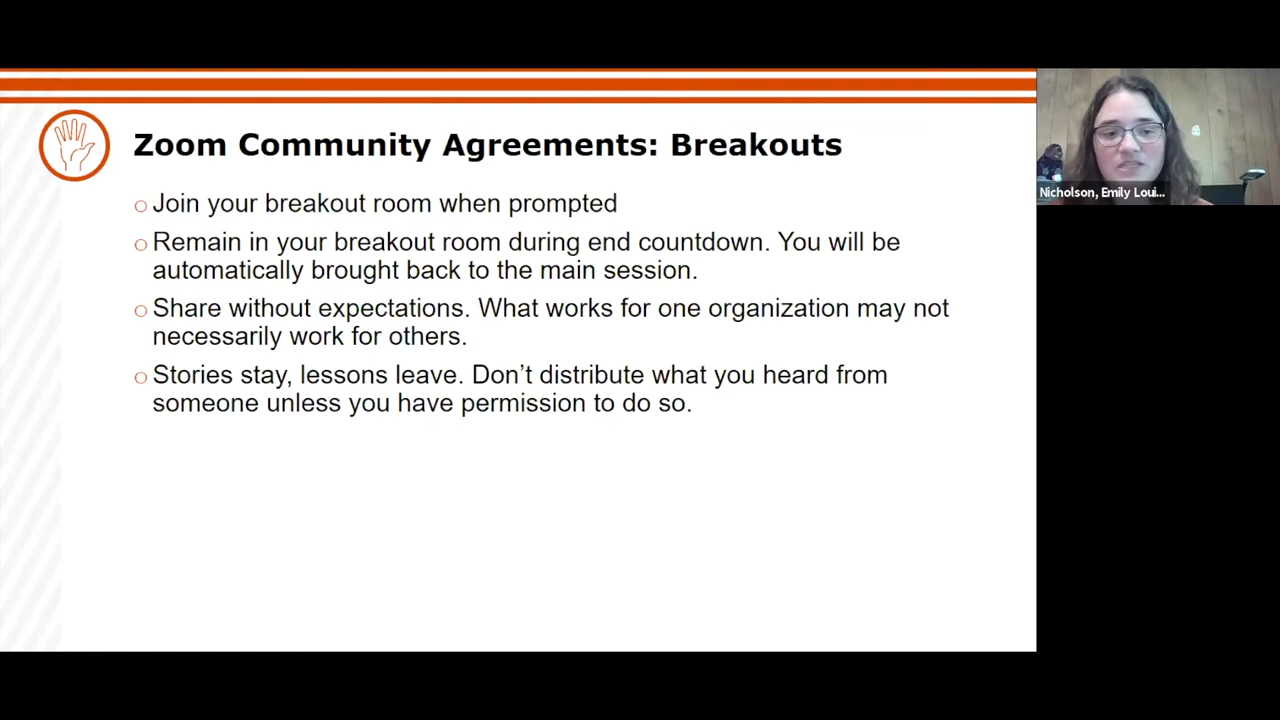 Zoom Community Agreements: Breakouts
Join your breakout room when prompted
Remain in your breakout room during end countdown. You will be
automatically brought back to the main session.
Share without expectations. What works for one organization may not
necessarily work for others.
Stories stay, lessons leave. Don’t distribute what you heard from
someone unless you have permission to do so.
Nicholson, Emily Loui...